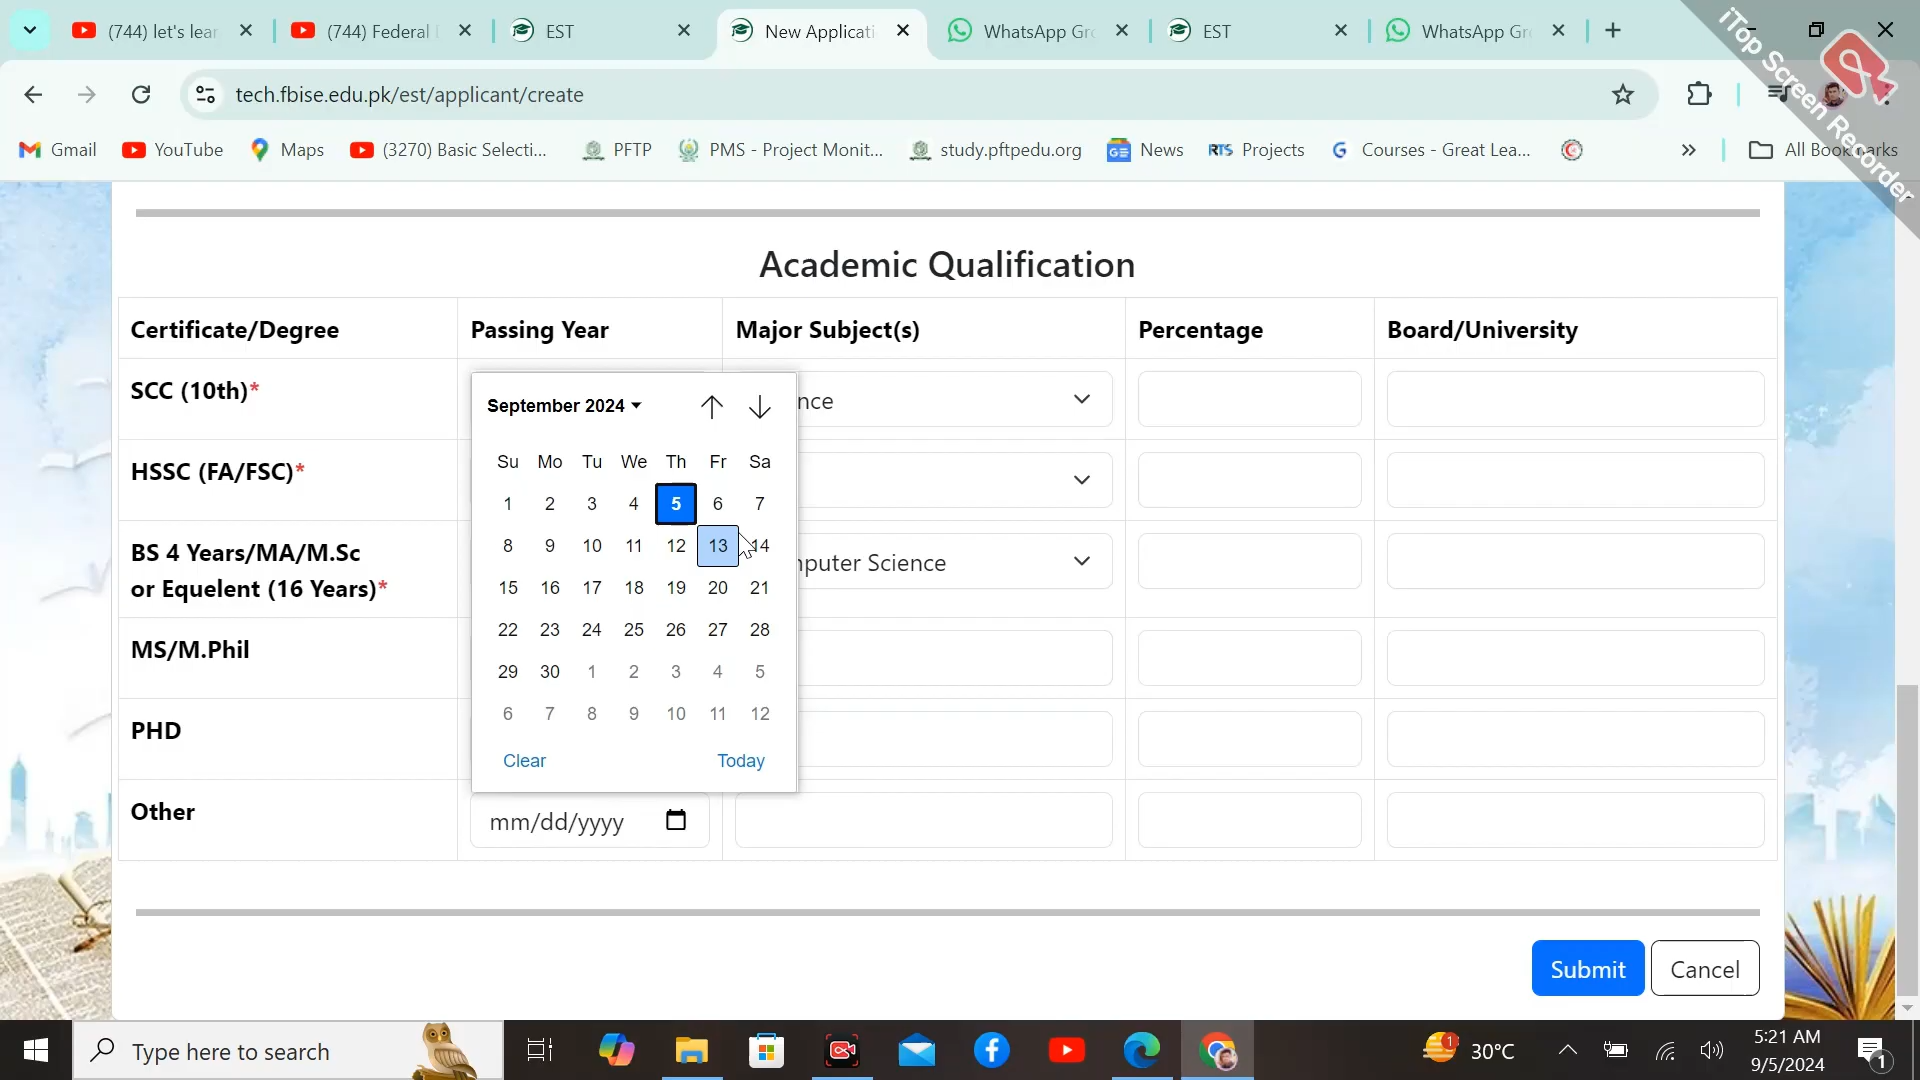 (744) let's lear
(744) Federal
EST
New Applicati
WhatsApp Gr
EST
WhatsApp Gr
iTop Screen Recorder
tech.fbise.edu.pk/est/applicant/create
Gmail
YouTube
Maps
(3270) Basic Selecti...
PFTP
PMS - Project Monit...
study.pftpedu.org
News
RTS Projects
Courses - Great Lea...
All Bookmarks
Academic Qualification
Certificate/Degree Passing Year Major Subject(s) Percentage Board/University
SCC (10th)*
nce
HSSC (FA/FSC)*
BS 4 Years/MA/M.Sc
or Equelent (16 Years)*
nputer Science
MS/M.Phil
PHD
Other
mm/dd/yyyy
September 2024
Su Mo Tu We Th Fr Sa
1 2 3 4 5 6 7
8 9 10 11 12 13 14
15 16 17 18 19 20 21
22 23 24 25 26 27 28
29 30 1 2 3 4 5
6 7 8 9 10 11 12
Clear Today
Submit Cancel
Type here to search
1
30°C
5:21 AM
9/5/2024
1